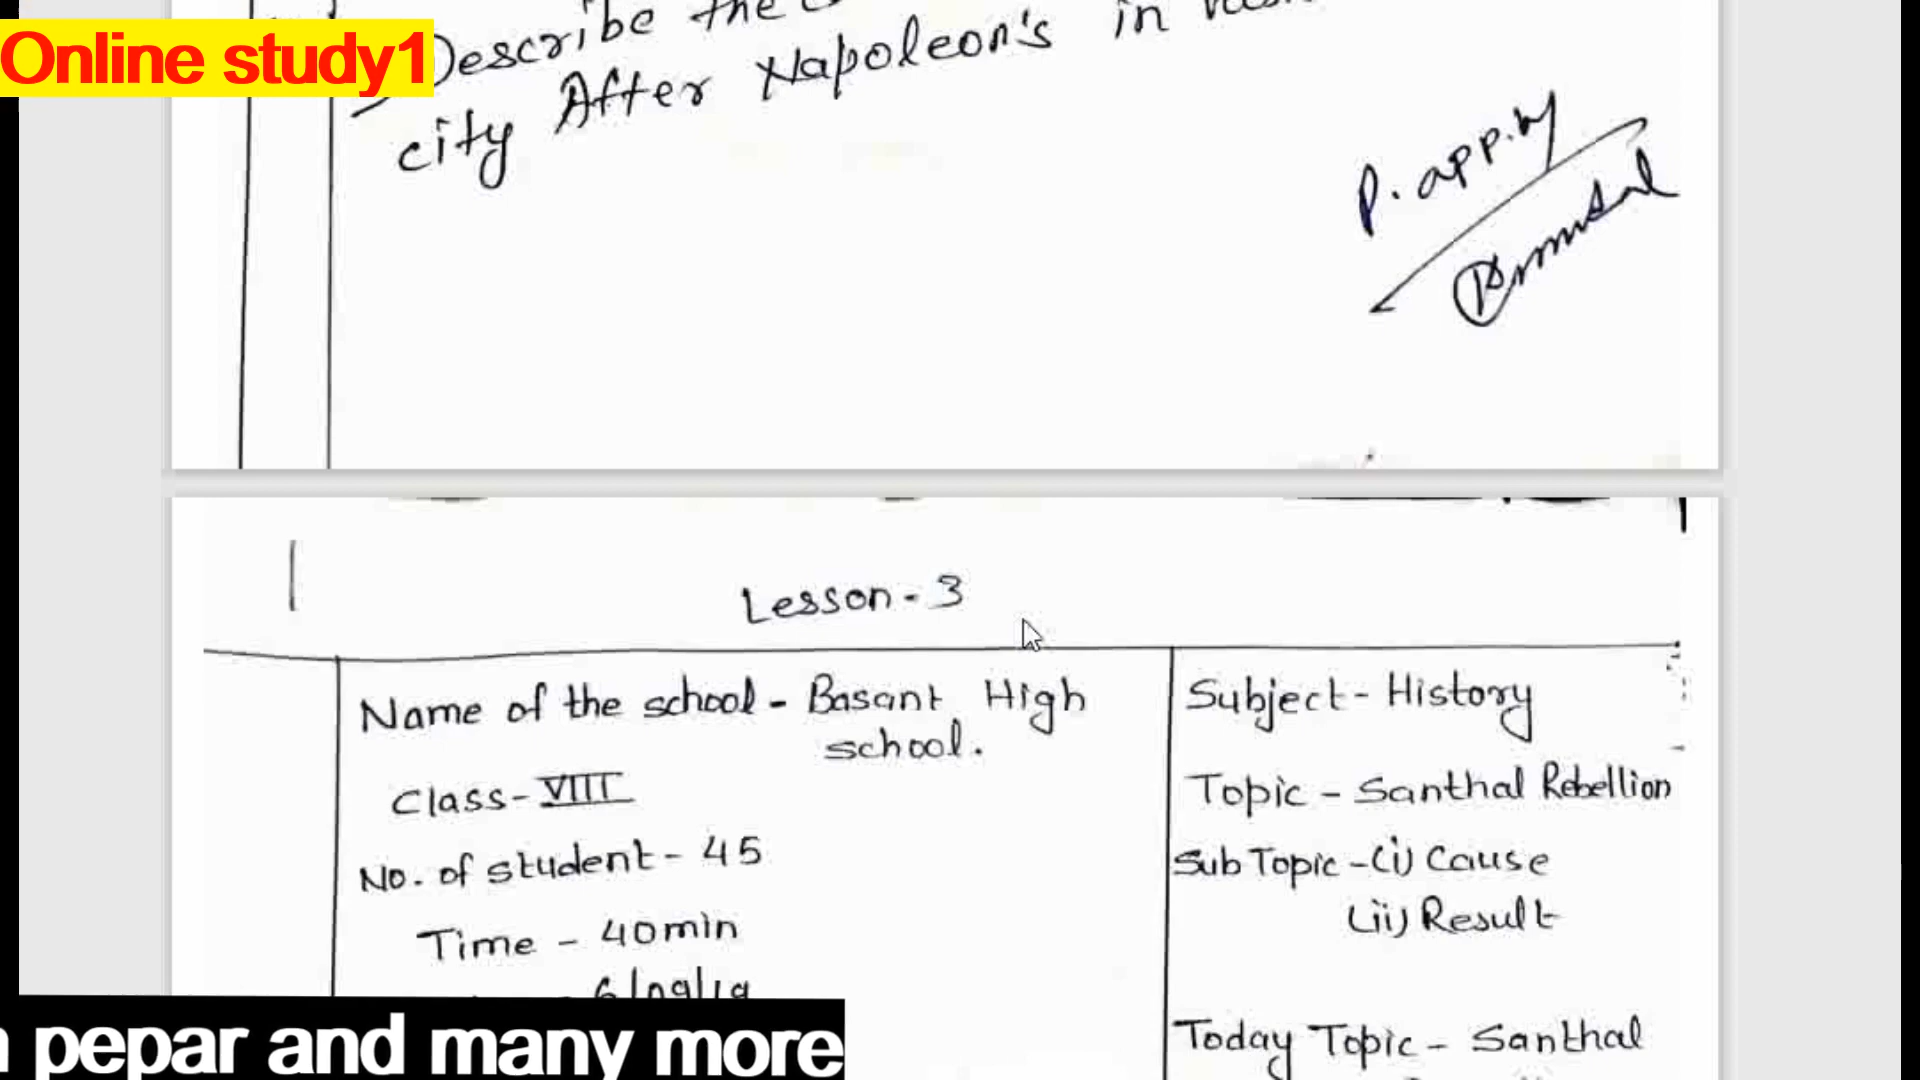 Online study1
Describe the
city After Napoleon's in
P. app. by
Lesson - 3
Name of the school - Basant High
school.
Class - VIII
No. of student - 45
Time - 40min
Subject - History
Topic - Santhal Rebellion
Sub Topic - (i) Cause
(ii) Result
Today Topic - Santhal
pepar and many more